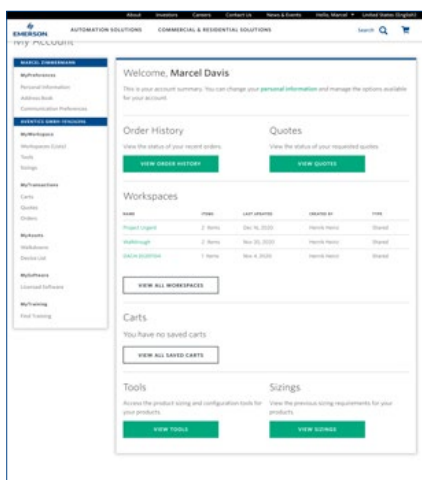 About Investors Careers Contact Us News & Events Hello, Marcel United States (English)
EMERSON AUTOMATION SOLUTIONS COMMERCIAL & RESIDENTIAL SOLUTIONS Search
My Account
MARCEL ZIMMERMANN
MyPreferences
Personal Information
Address Book
Communication Preferences
AVENTICS GMBH
MyWorkspace
Workspaces
Tools
Sizings
MyTransactions
Carts
Quotes
Orders
MyAssets
Walkdowns
Device List
MySoftware
Licensed Software
MyTraining
Find Training
Welcome, Marcel Davis
This is your account summary. You can change your personal information and manage the options available
for your account.
Order History
View the status of your recent orders.
VIEW ORDER HISTORY
Quotes
View the status of your requested quotes.
VIEW QUOTES
Workspaces
NAME ITEMS LAST UPDATED CREATED BY TYPE
Project Urgent 2 Items Dec 16, 2020 Henrik Heinz Shared
Walkthrough 2 Items Nov 20, 2020 Henrik Heinz Shared
1 Items Nov 4, 2020 Henrik Heinz Shared
VIEW ALL WORKSPACES
Carts
You have no saved carts
VIEW ALL SAVED CARTS
Tools
Access the product sizing and configuration tools for
your products.
VIEW TOOLS
Sizings
View the previous sizing requirements for your
products.
VIEW SIZINGS